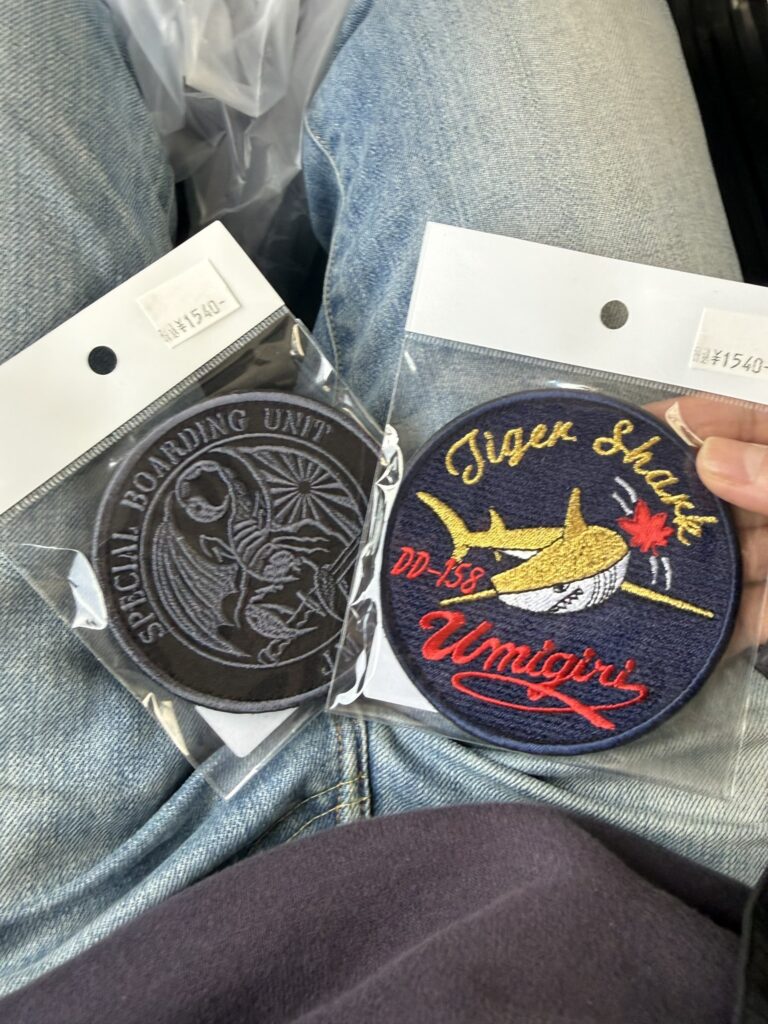 ¥1540-
SPECIAL BOARDING UNIT
¥1540-
Tiger Shark
DD-158
Umigiri